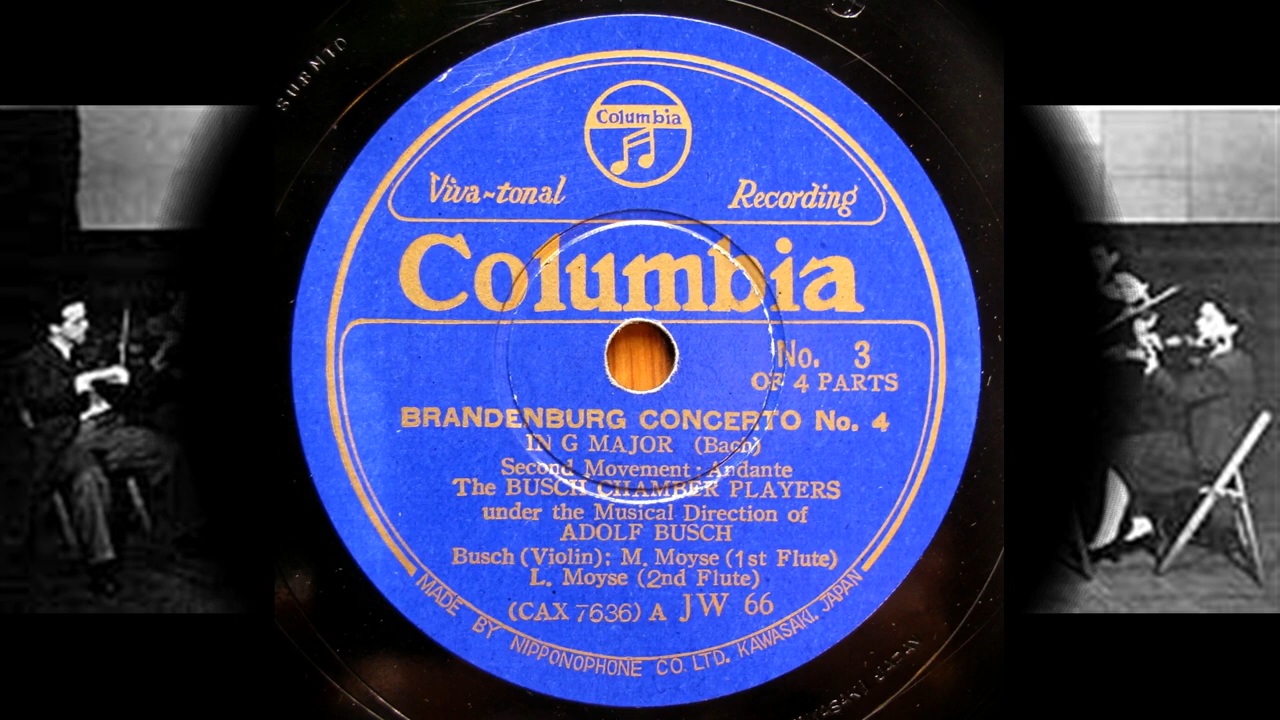 SUBMID
Columbia
Viva~tonal Recording
Columbia
No. 3
OF 4 PARTS
BRANDENBURG CONCERTO No. 4
IN G MAJOR (Bach)
Second Movement: Andante
The BUSCH CHAMBER PLAYERS
under the Musical Direction of
ADOLF BUSCH
Busch (Violin); M. Moyse (1st Flute)
L. Moyse (2nd Flute)
(CAX 7636) A JW 66
MADE BY NIPPONOPHONE CO. LTD. KAWASAKI. JAPAN
JAPAN